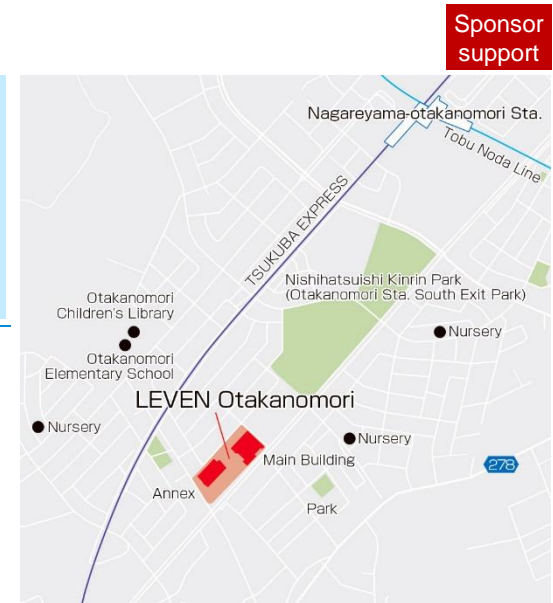 Sponsor
support
Nagareyama-otakanomori Sta.
Tobu Noda Line
TSUKUBA EXPRESS
Nishihatsuishi Kinrin Park
(Otakanomori Sta. South Exit Park)
Otakanomori
Children's Library
Nursery
Otakanomori
Elementary School
LEVEN Otakanomori
Nursery
Nursery
Main Building
278
Annex
Park